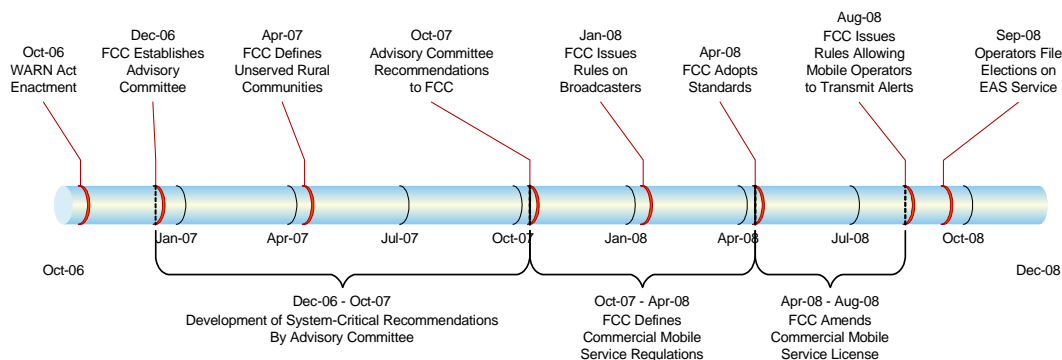 Oct-06
WARN Act
Enactment
Dec-06
FCC Establishes
Advisory
Committee
Apr-07
FCC Defines
Unserved Rural
Communities
Oct-07
Advisory Committee
Recommendations
to FCC
Jan-08
FCC Issues
Rules on
Broadcasters
Apr-08
FCC Adopts
Standards
Aug-08
FCC Issues
Rules Allowing
Mobile Operators
to Transmit Alerts
Sep-08
Operators File
Elections on
EAS Service
Jan-07
Apr-07
Jul-07
Oct-07
Jan-08
Apr-08
Jul-08
Oct-08
Oct-06
Dec-08
Dec-06 - Oct-07
Development of System-Critical Recommendations
By Advisory Committee
Oct-07 - Apr-08
FCC Defines
Commercial Mobile
Service Regulations
Apr-08 - Aug-08
FCC Amends
Commercial Mobile
Service License